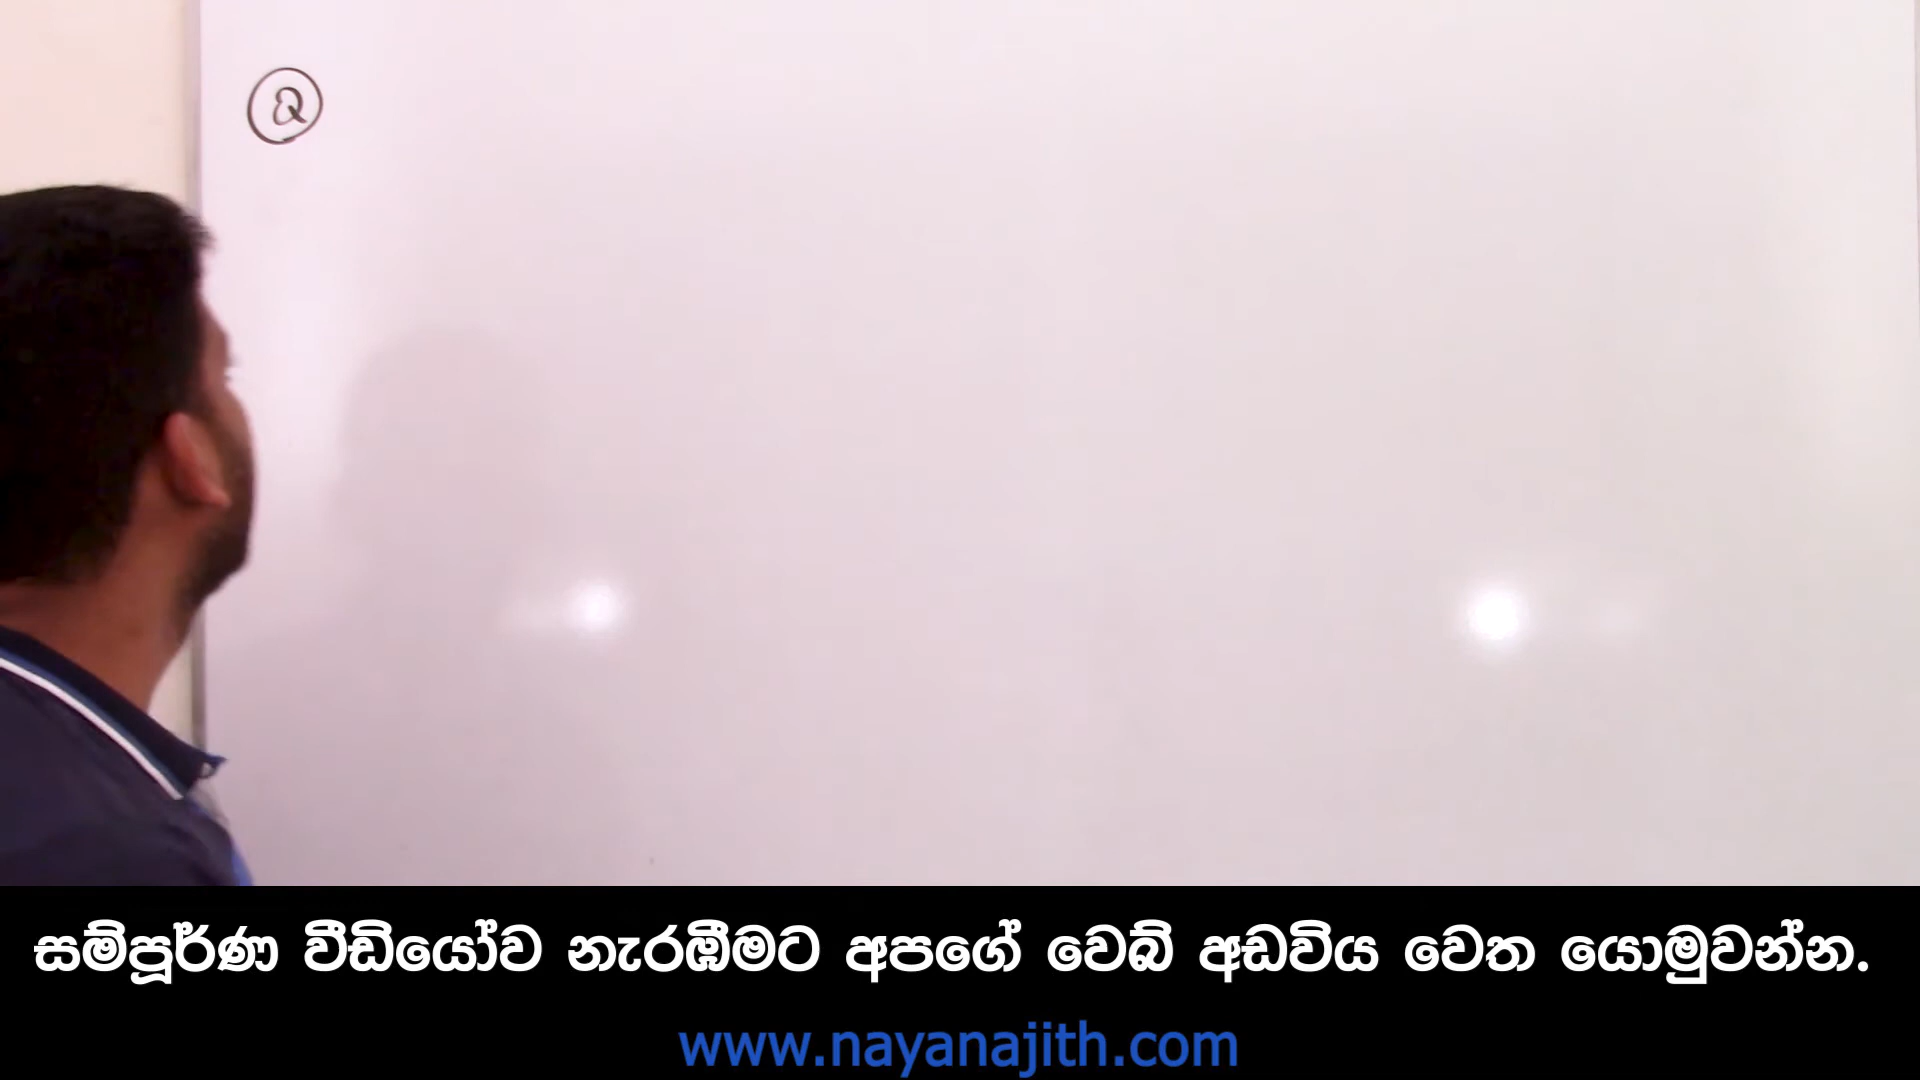 Q
සම්පූර්ණ වීඩියෝව නැරඹීමට අපගේ වෙබ් අඩවිය වෙත යොමුවන්න.
www.nayanajith.com